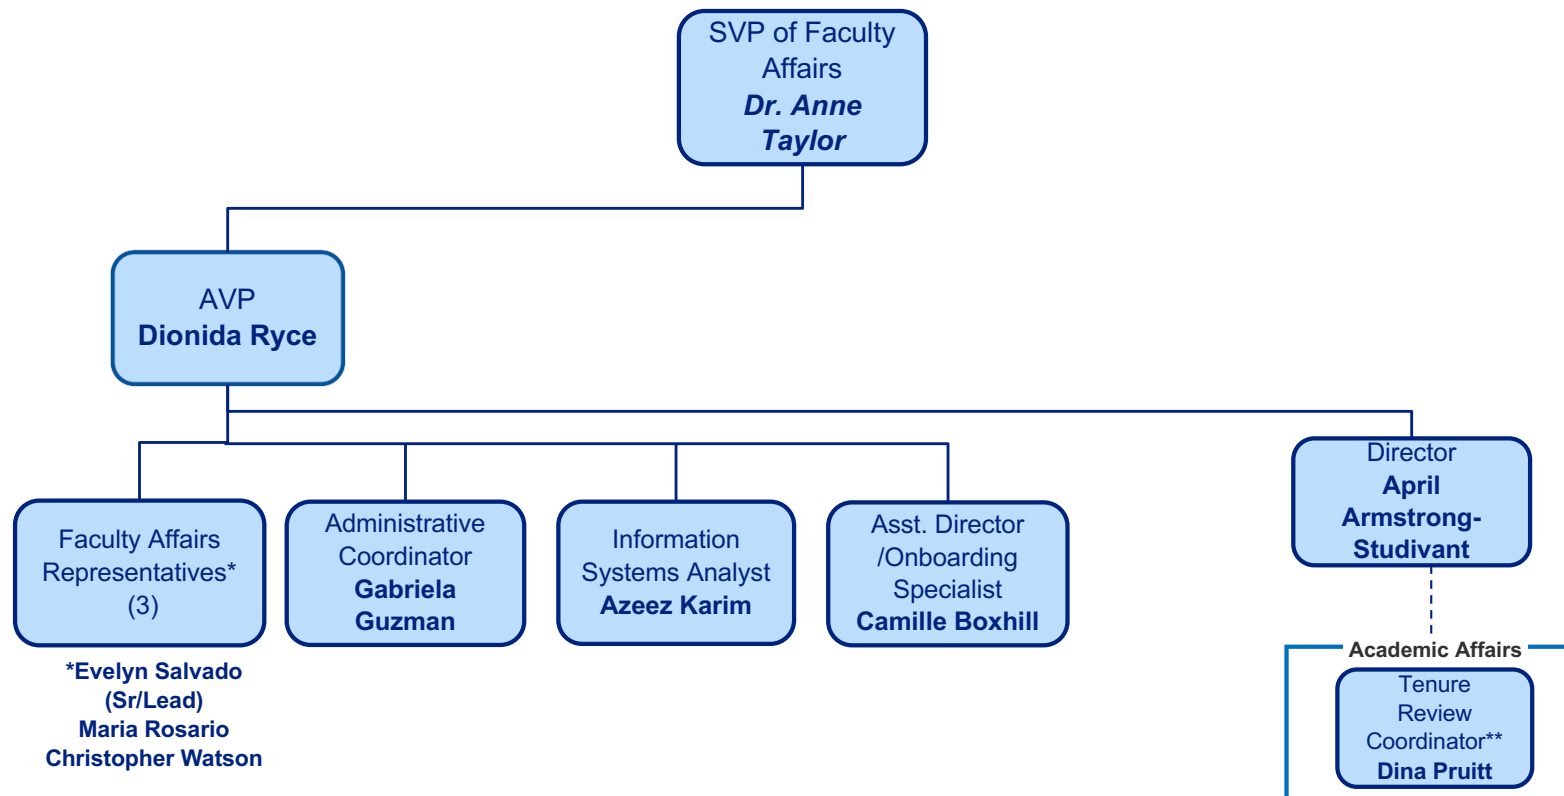 SVP of Faculty
Affairs
Dr. Anne
Taylor
AVP
Dionida Ryce
Faculty Affairs
Representatives*
(3)
*Evelyn Salvado
(Sr/Lead)
Maria Rosario
Christopher Watson
Administrative
Coordinator
Gabriela
Guzman
Information
Systems Analyst
Azeez Karim
Asst. Director
/Onboarding
Specialist
Camille Boxhill
Director
April
Armstrong-
Studivant
Academic Affairs
Tenure
Review
Coordinator**
Dina Pruitt